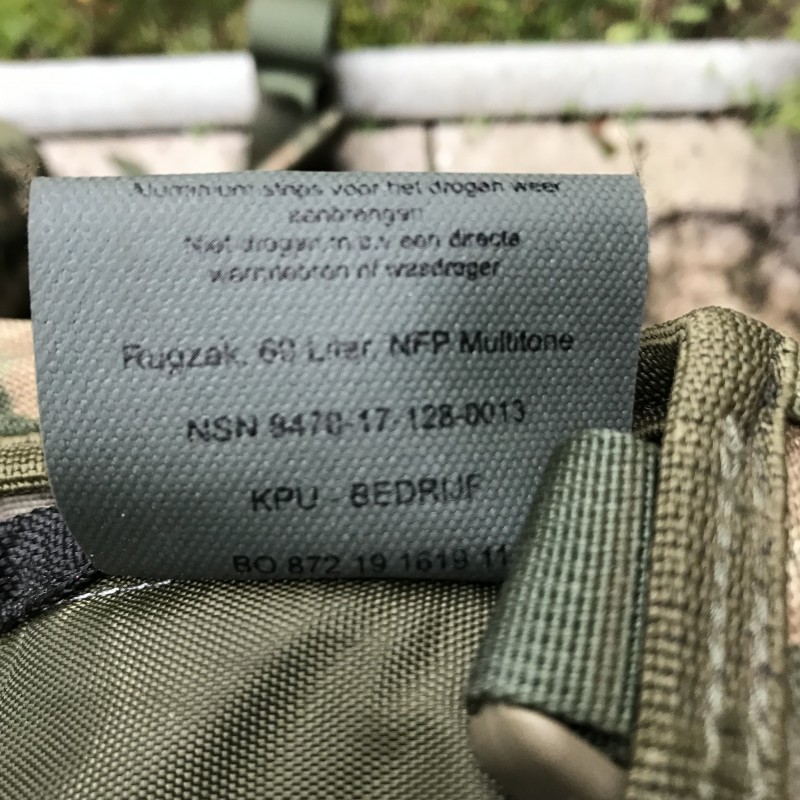 Aluminium strips voor het drogen weer
aanbrengen
Niet drogen m.b.v een directe
warmtebron of wasdroger
Rugzak, 60 Liter, NFP Multitone
NSN 8470-17-128-0013
KPU - BEDRIJF
BO 872 19 1619 11